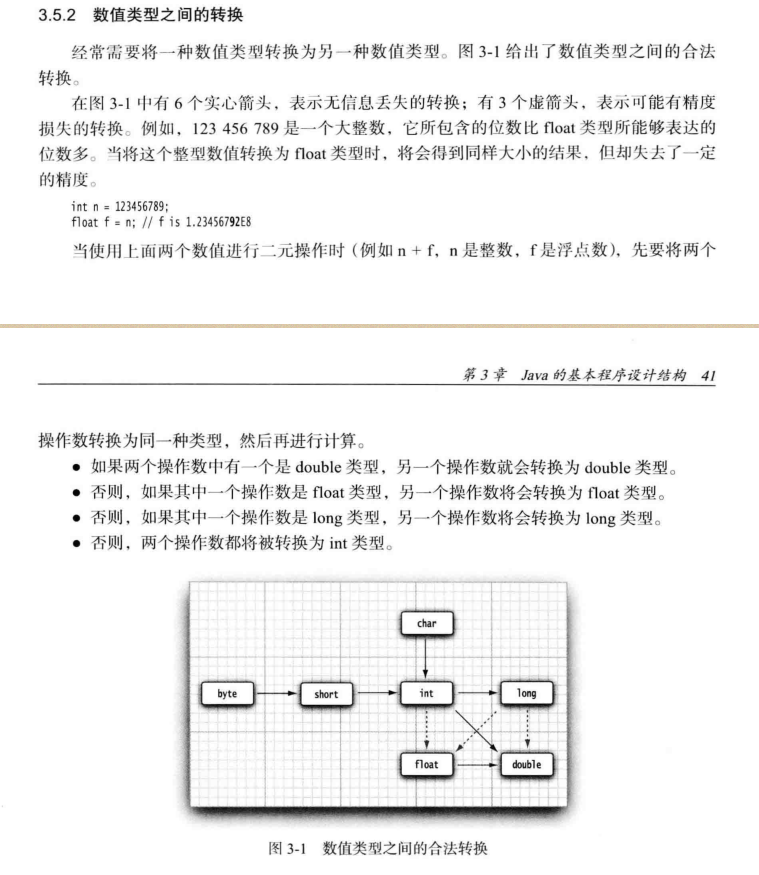 3.5.2 数值类型之间的转换
经常需要将一种数值类型转换为另一种数值类型。图 3-1 给出了数值类型之间的合法
转换。
在图 3-1 中有 6 个实心箭头，表示无信息丢失的转换；有 3 个虚箭头，表示可能有精度
损失的转换。例如，123 456 789 是一个大整数，它所包含的位数比 float 类型所能够表达的
位数多。当将这个整型数值转换为 float 类型时，将会得到同样大小的结果，但却失去了一定
的精度。
int n = 123456789;
float f = n; // f is 1.23456792E8
当使用上面两个数值进行二元操作时（例如 n + f，n 是整数，f 是浮点数），先要将两个
第 3 章 Java 的基本程序设计结构 41
操作数转换为同一种类型，然后再进行计算。
● 如果两个操作数中有一个是 double 类型，另一个操作数就会转换为 double 类型。
● 否则，如果其中一个操作数是 float 类型，另一个操作数将会转换为 float 类型。
● 否则，如果其中一个操作数是 long 类型，另一个操作数将会转换为 long 类型。
● 否则，两个操作数都将被转换为 int 类型。
char
byte short int long
float double
图 3-1 数值类型之间的合法转换